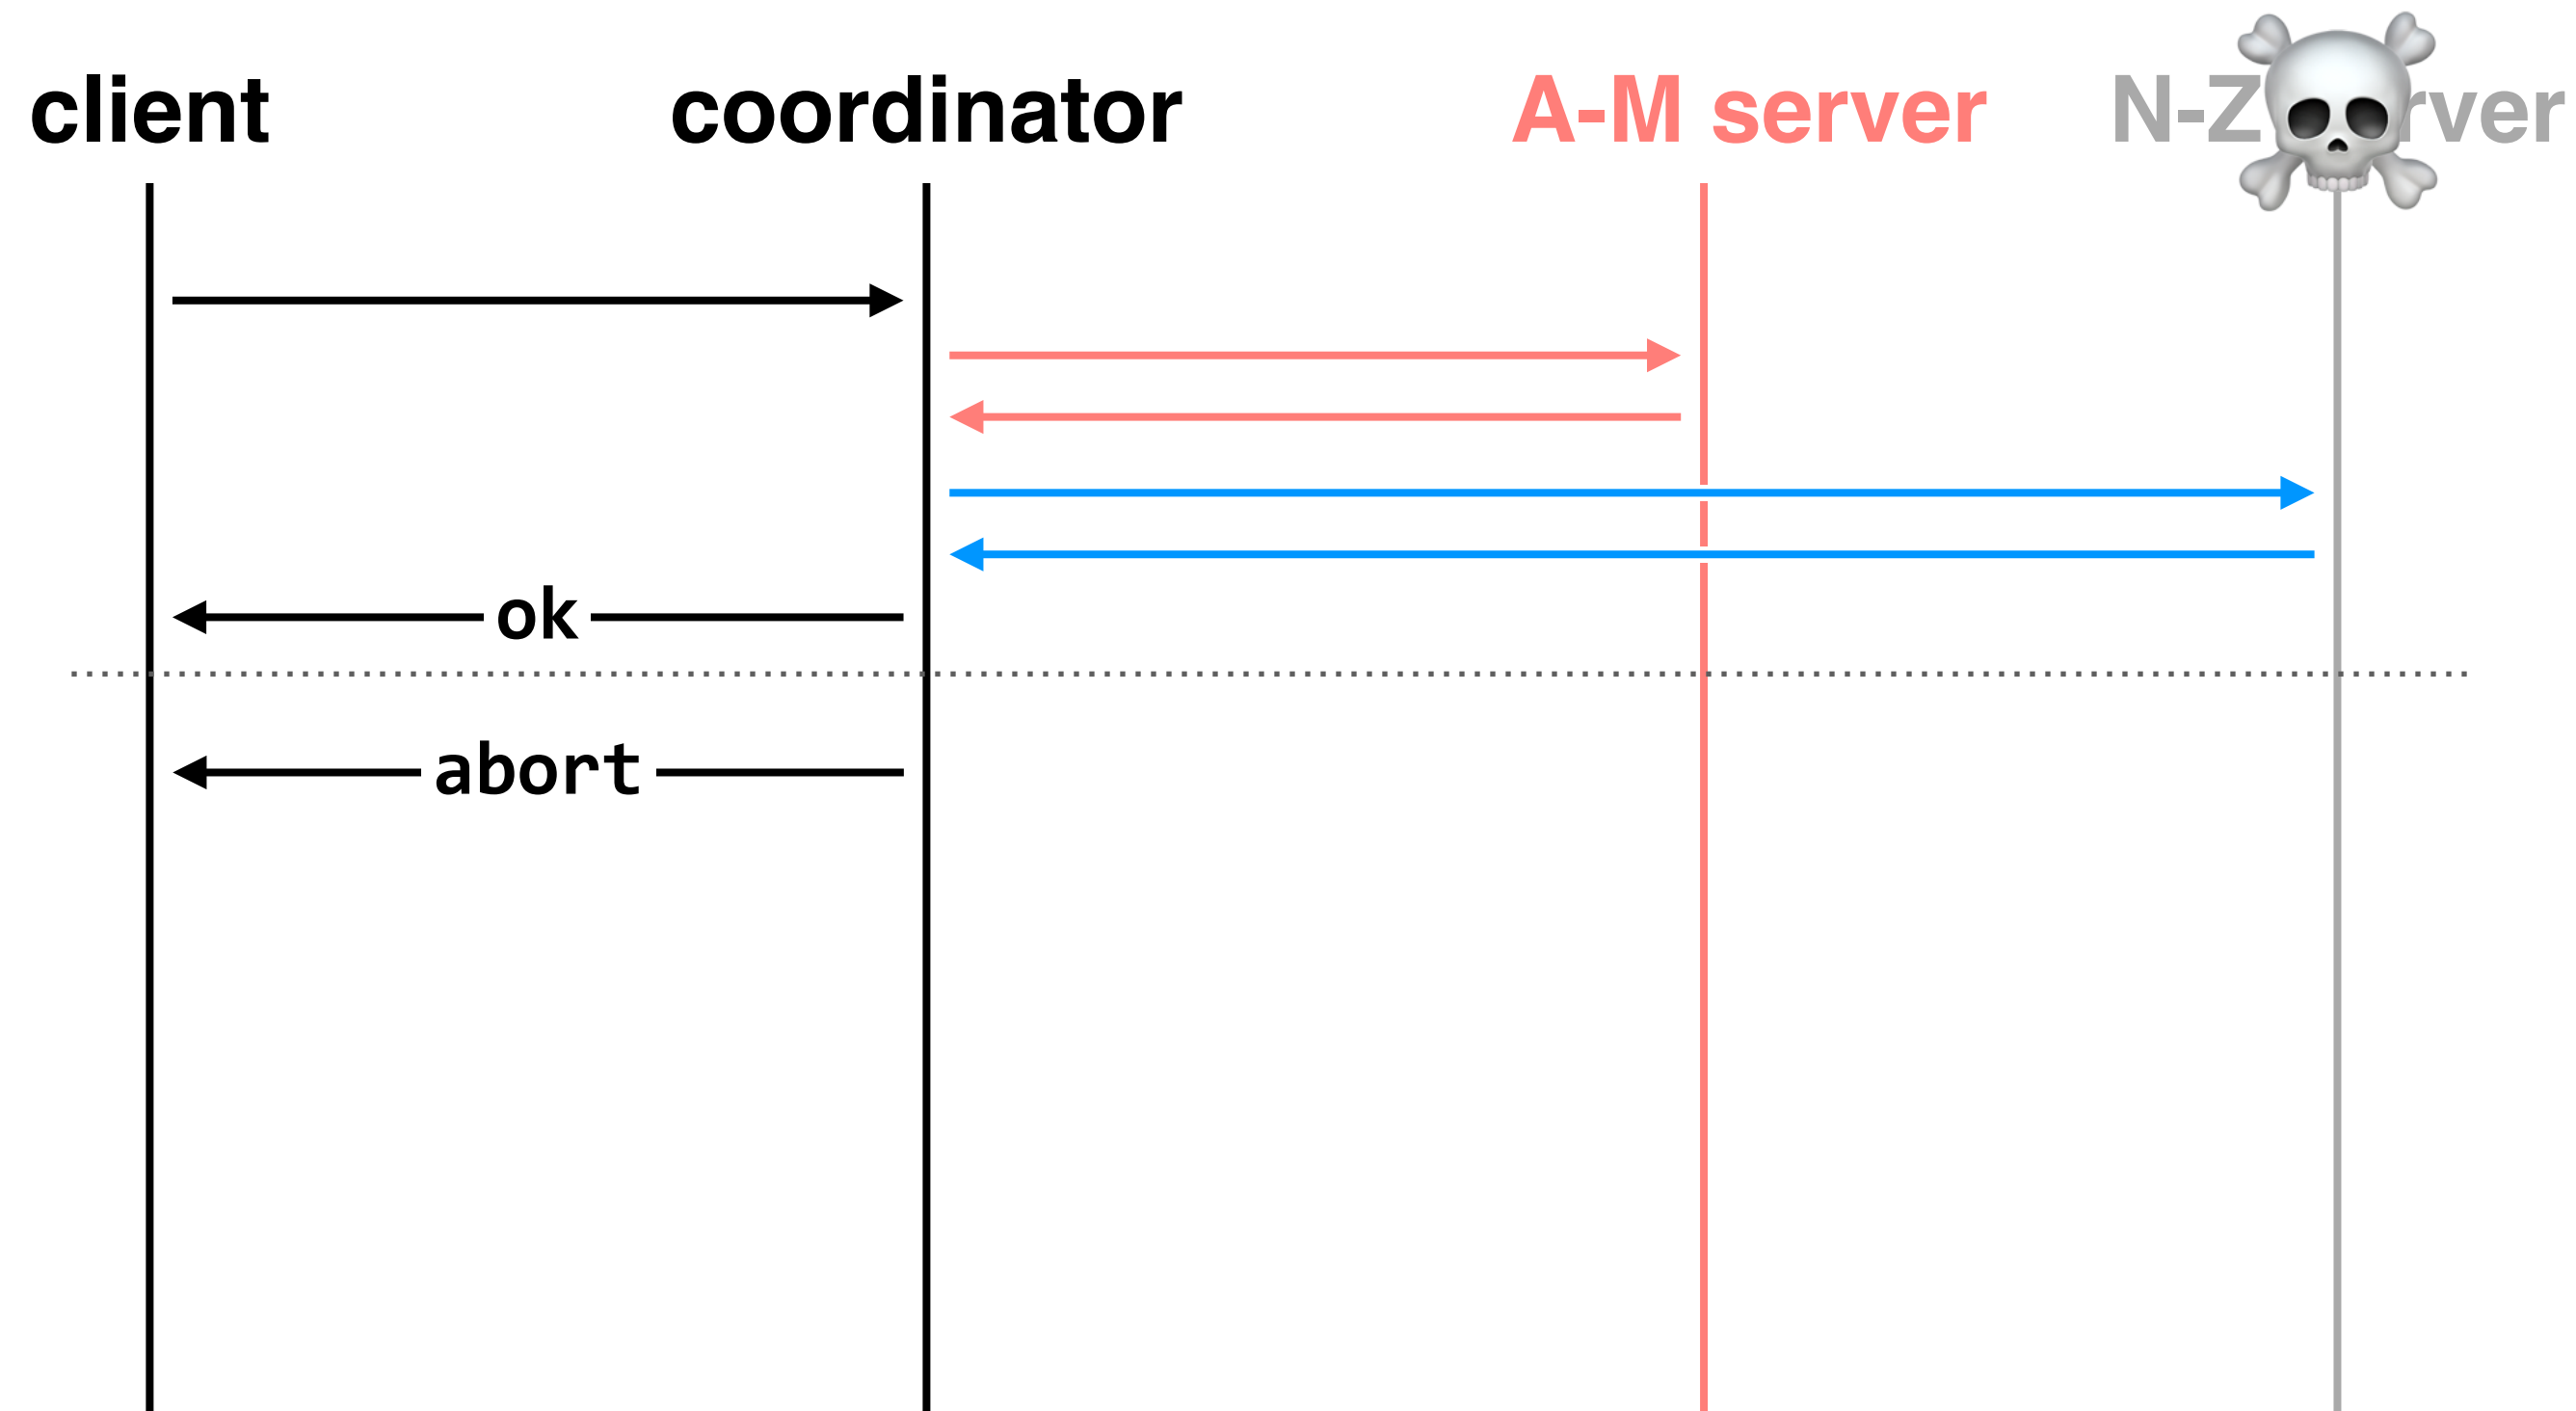 client
coordinator
A-M server
N-Z rver
ok
abort